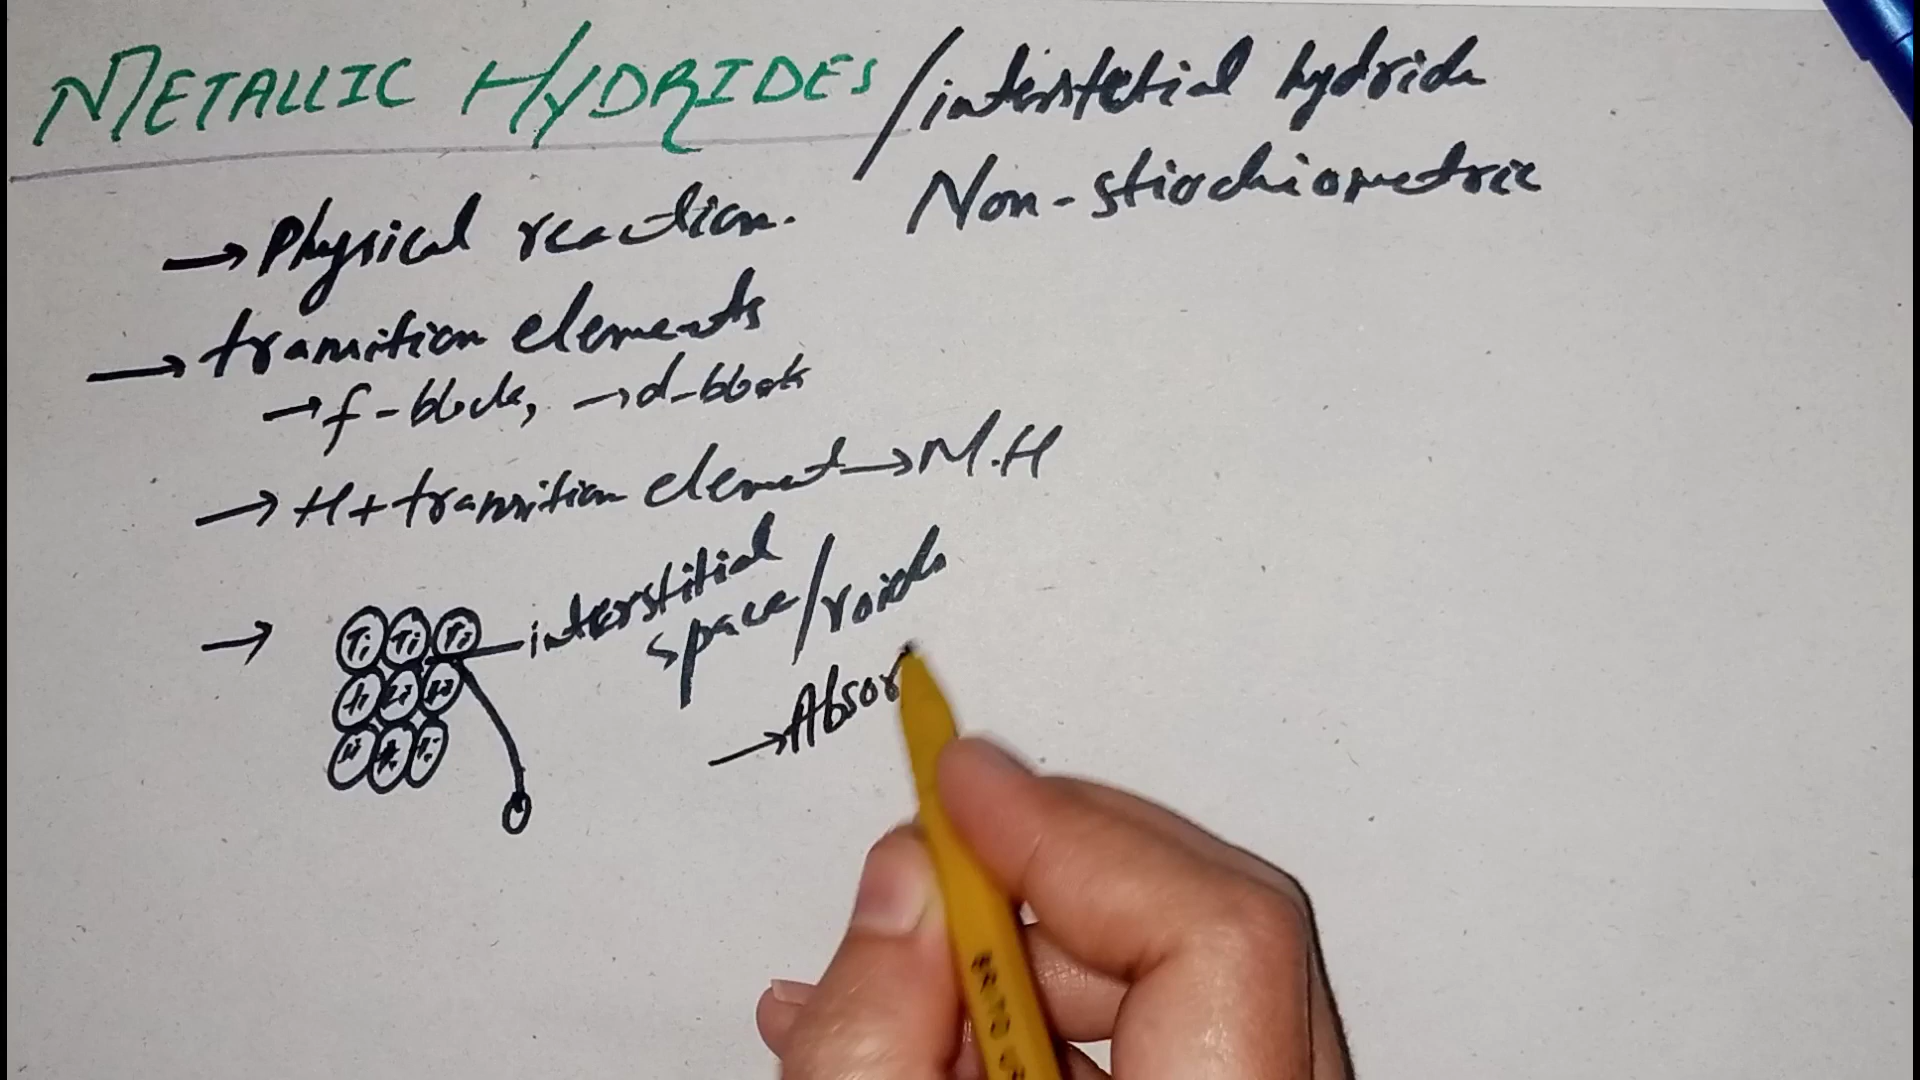 METALLIC HYDRIDES / interstetial hydride
Non-stiochiometric
→ Physical reaction.
→ transition elements
→ f-block, → d-block
→ H + transition element → M.H
→ Ti Ti Ti
interstitial
space/voids
→ Absor